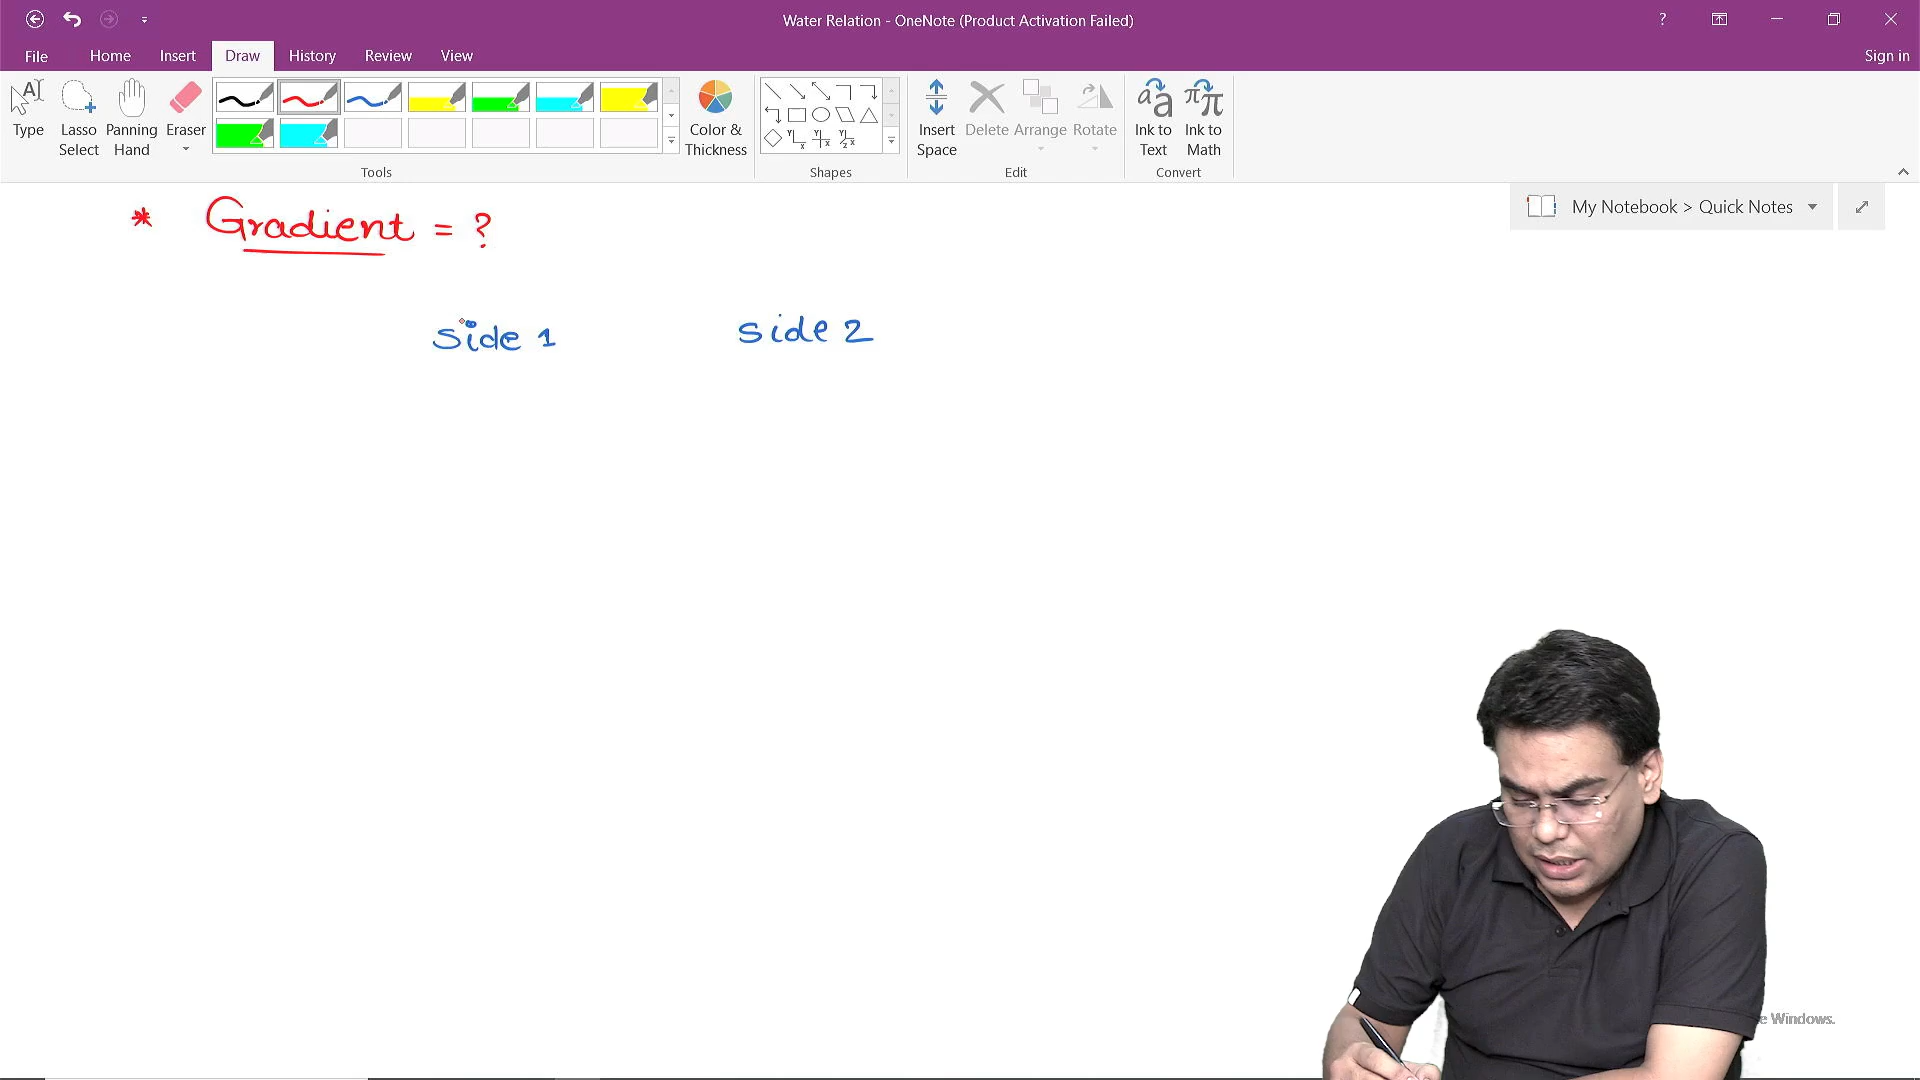 Water Relation - OneNote (Product Activation Failed)
?
File Home Insert Draw History Review View
Sign in
Type
Lasso Select
Panning Hand
Eraser
Color & Thickness
Insert Space
Delete
Arrange
Rotate
Ink to Text
Ink to Math
Tools Shapes Edit Convert
My Notebook > Quick Notes
* Gradient = ?
side 1 side 2
e Windows.